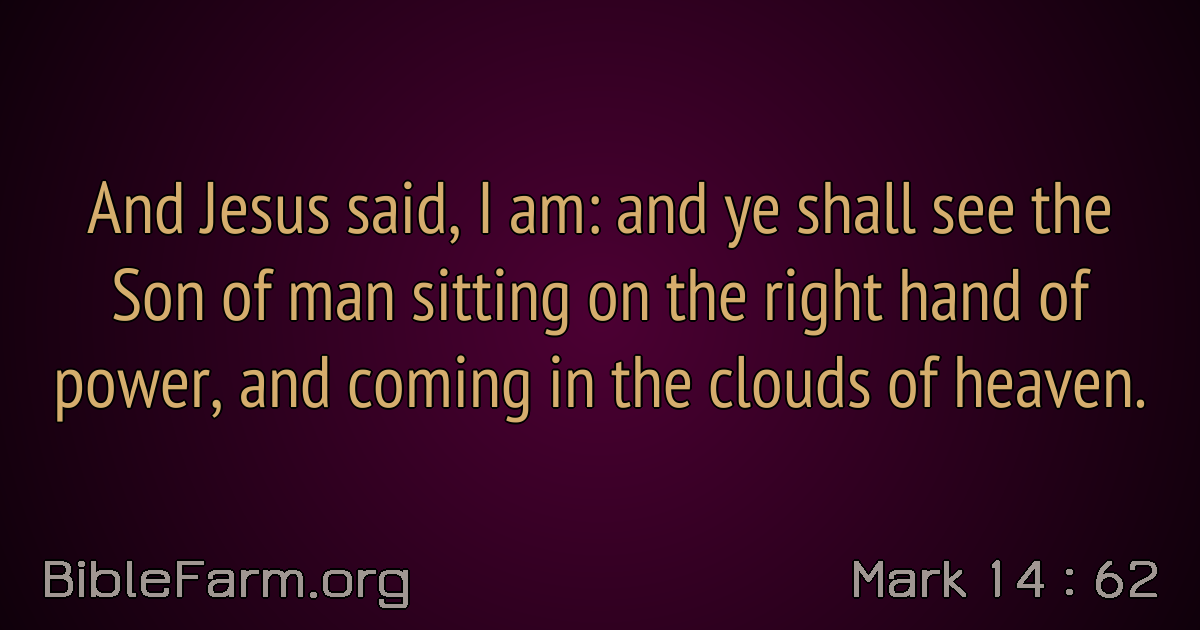 And Jesus said, I am: and ye shall see the
Son of man sitting on the right hand of
power, and coming in the clouds of heaven.
BibleFarm.org
Mark 14 : 62